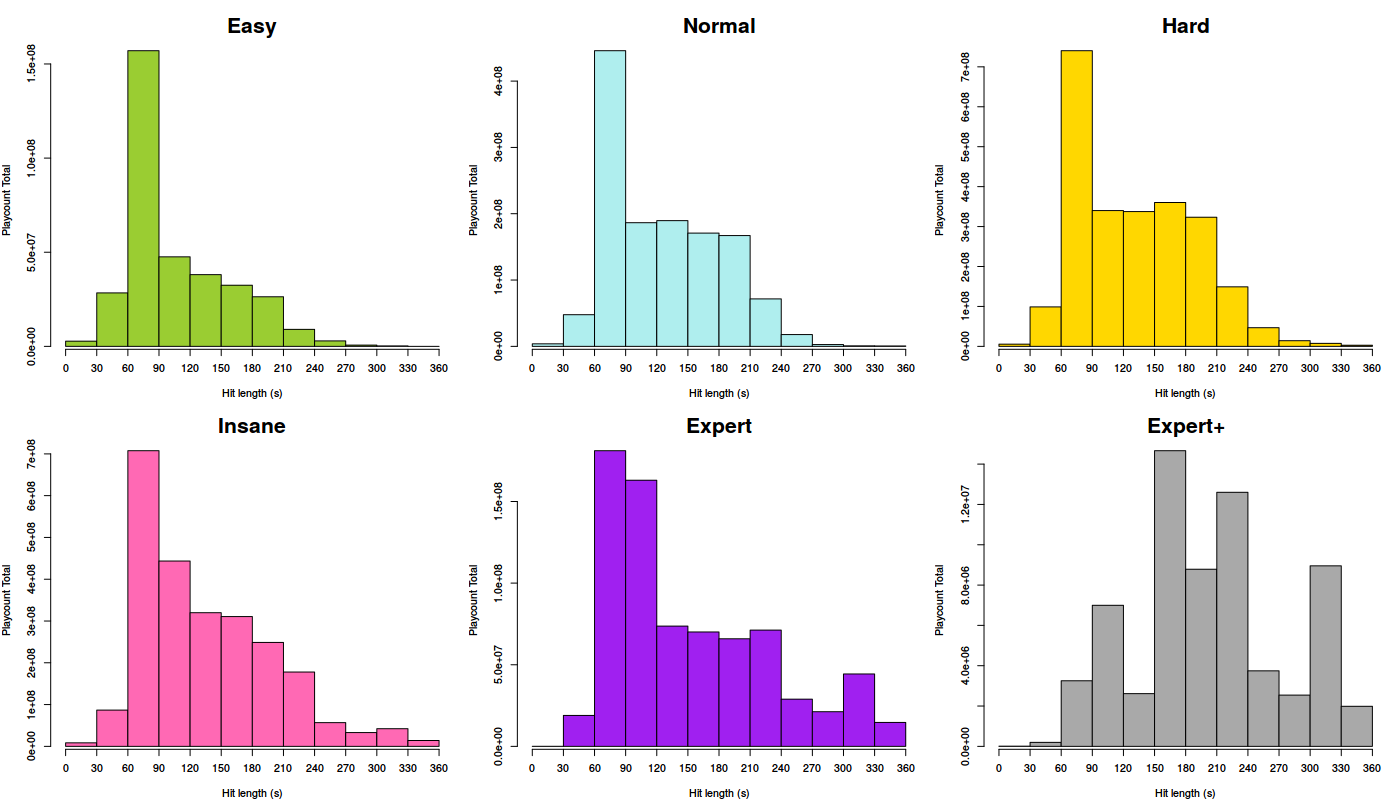 Easy
Playcount Total
0.0e+00 5.0e+07 1.0e+08 1.5e+08
0 30 60 90 120 150 180 210 240 270 300 330 360
Hit length (s)
Normal
Playcount Total
0e+00 1e+08 2e+08 3e+08 4e+08
0 30 60 90 120 150 180 210 240 270 300 330 360
Hit length (s)
Hard
Playcount Total
0e+00 1e+08 2e+08 3e+08 4e+08 5e+08 6e+08 7e+08
0 30 60 90 120 150 180 210 240 270 300 330 360
Hit length (s)
Insane
Playcount Total
0e+00 1e+08 2e+08 3e+08 4e+08 5e+08 6e+08 7e+08
0 30 60 90 120 150 180 210 240 270 300 330 360
Hit length (s)
Expert
Playcount Total
0.0e+00 5.0e+07 1.0e+08 1.5e+08
0 30 60 90 120 150 180 210 240 270 300 330 360
Hit length (s)
Expert+
Playcount Total
0.0e+00 4.0e+06 8.0e+06 1.2e+07
0 30 60 90 120 150 180 210 240 270 300 330 360
Hit length (s)